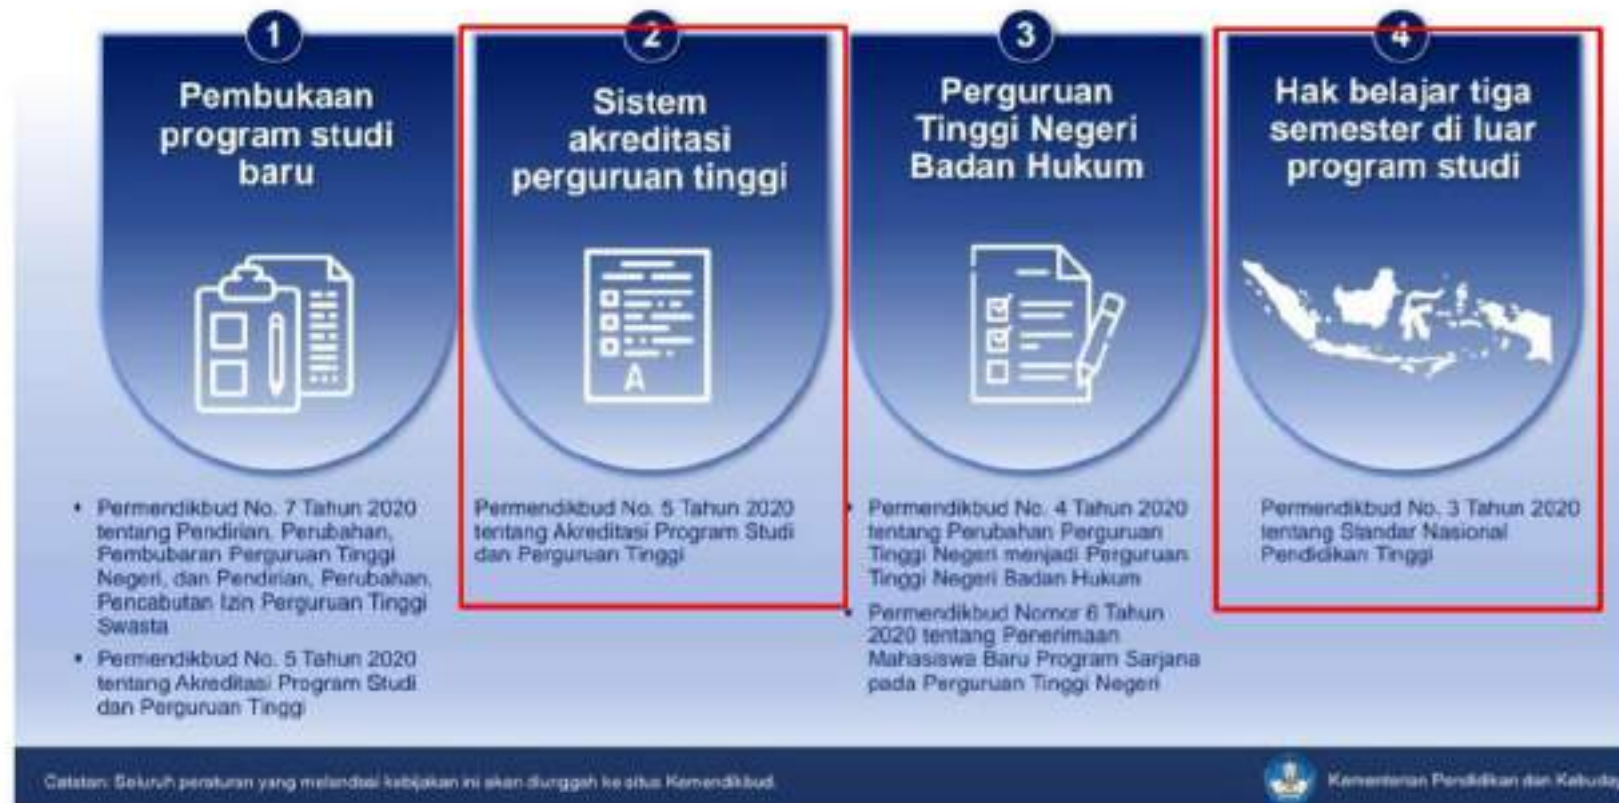 1
Pembukaan
program studi
baru
• Permendikbud No. 7 Tahun 2020
tentang Pendirian, Perubahan,
Pembubaran Perguruan Tinggi
Negeri, dan Pendirian, Perubahan,
Pencabutan Izin Perguruan Tinggi
Swasta
• Permendikbud No. 5 Tahun 2020
tentang Akreditasi Program Studi
dan Perguruan Tinggi
2
Sistem
akreditasi
perguruan tinggi
A
Permendikbud No. 5 Tahun 2020
tentang Akreditasi Program Studi
dan Perguruan Tinggi
3
Perguruan
Tinggi Negeri
Badan Hukum
• Permendikbud No. 4 Tahun 2020
tentang Perubahan Perguruan
Tinggi Negeri menjadi Perguruan
Tinggi Negeri Badan Hukum
• Permendikbud Nomor 6 Tahun
2020 tentang Penerimaan
Mahasiswa Baru Program Sarjana
pada Perguruan Tinggi Negeri
4
Hak belajar tiga
semester di luar
program studi
Permendikbud No. 3 Tahun 2020
tentang Standar Nasional
Pendidikan Tinggi
Catatan: Seluruh peraturan yang melandasi kebijakan ini akan diunggah ke situs Kemendikbud.
Kementerian Pendidikan dan Kebuday